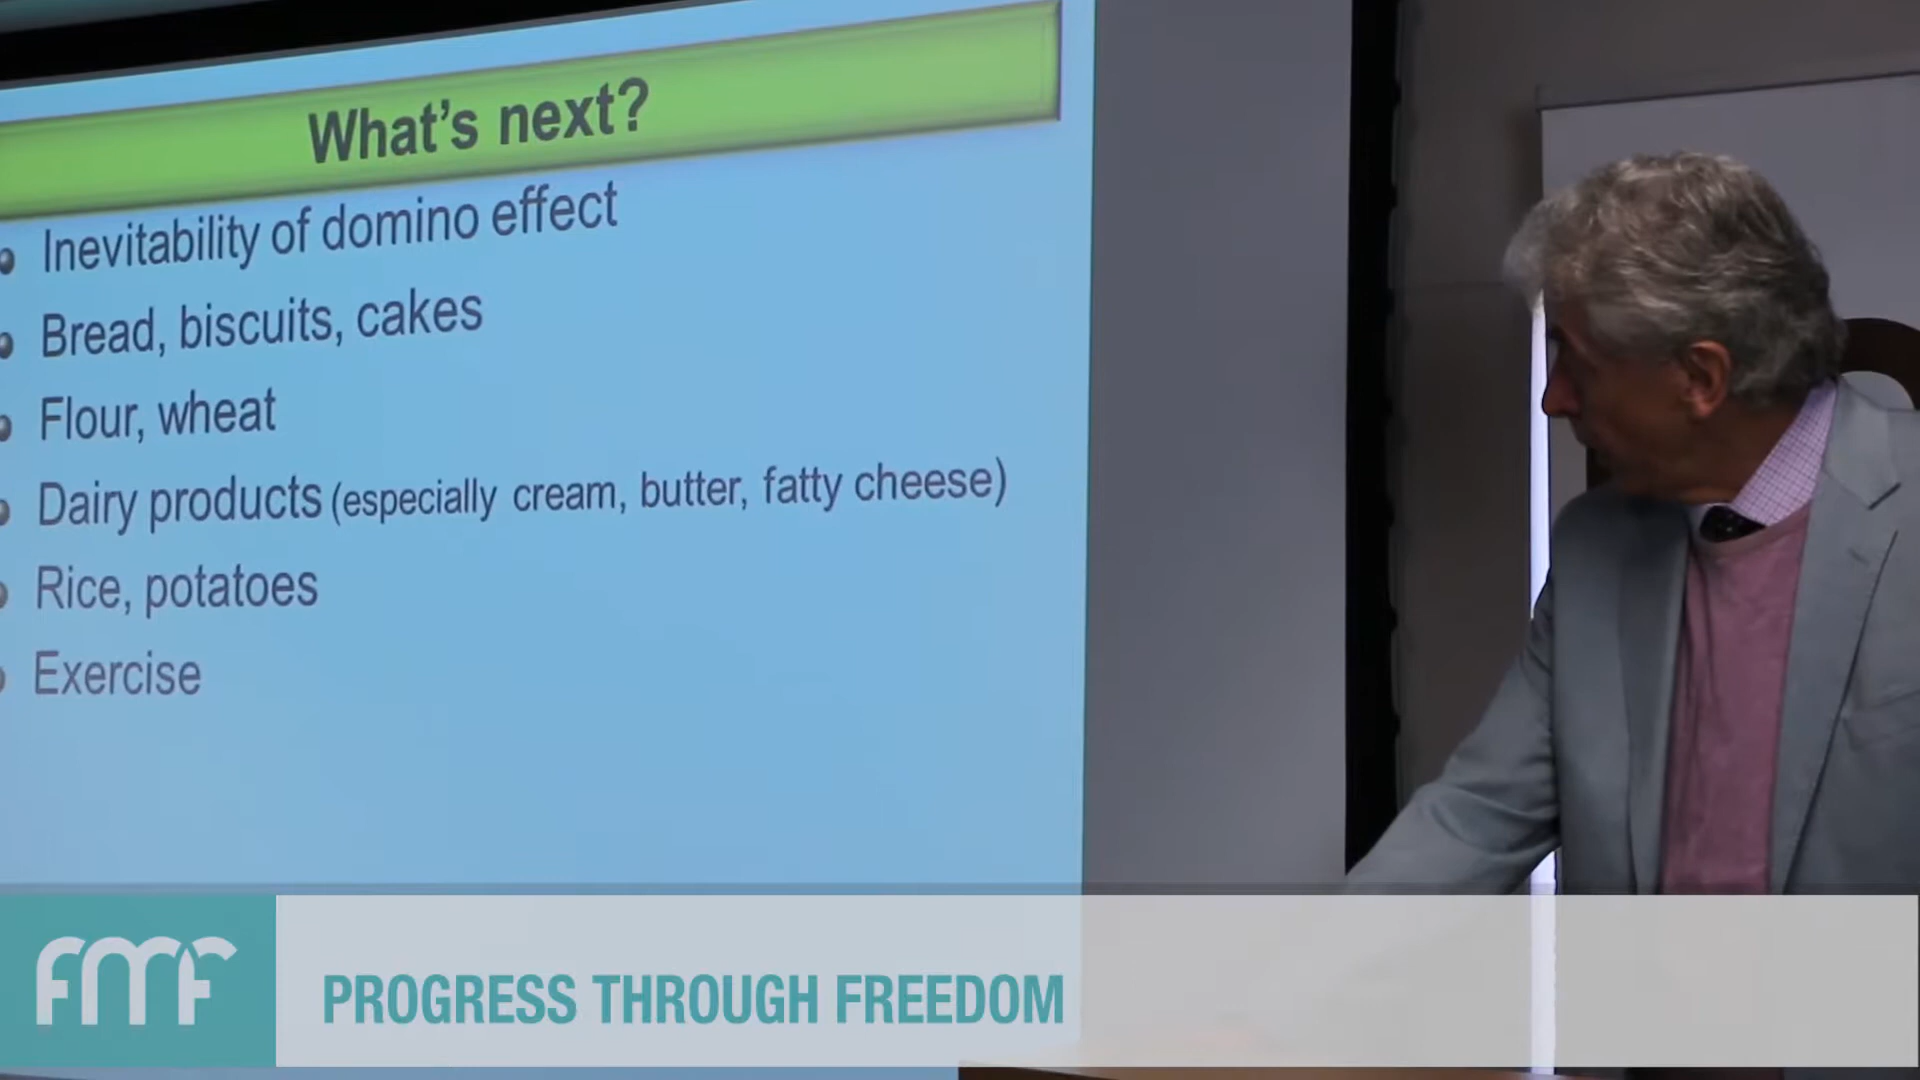 What's next?
Inevitability of domino effect
Bread, biscuits, cakes
Flour, wheat
Dairy products (especially cream, butter, fatty cheese)
Rice, potatoes
Exercise
FMF
PROGRESS THROUGH FREEDOM